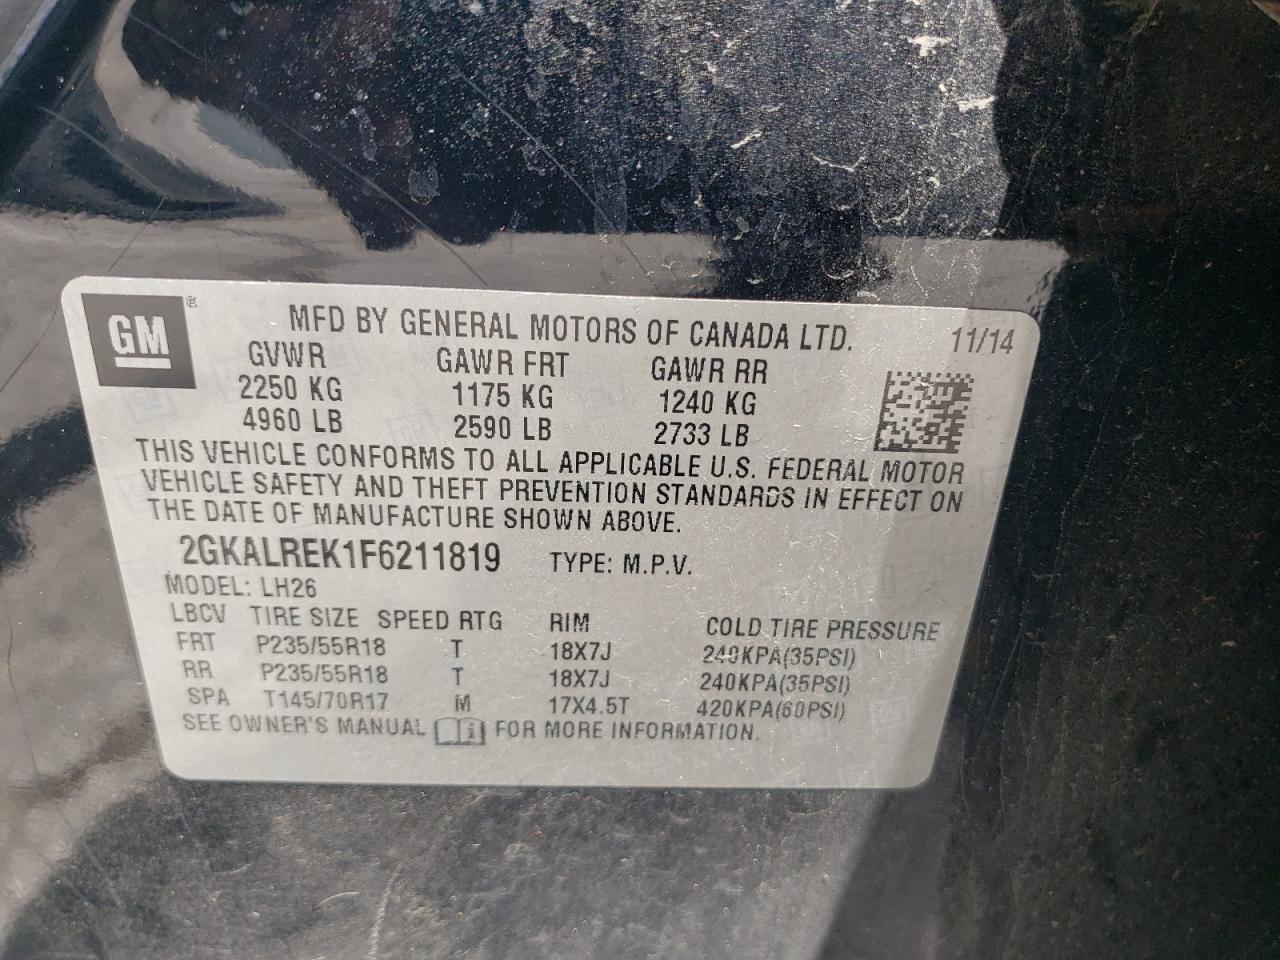 GM ®
MFD BY GENERAL MOTORS OF CANADA LTD. 11/14
GVWR GAWR FRT GAWR RR
2250 KG 1175 KG 1240 KG
4960 LB 2590 LB 2733 LB
THIS VEHICLE CONFORMS TO ALL APPLICABLE U.S. FEDERAL MOTOR
VEHICLE SAFETY AND THEFT PREVENTION STANDARDS IN EFFECT ON
THE DATE OF MANUFACTURE SHOWN ABOVE.
2GKALREK1F6211819 TYPE: M.P.V.
MODEL: LH26
LBCV TIRE SIZE SPEED RTG RIM COLD TIRE PRESSURE
FRT P235/55R18 T 18X7J 240KPA(35PSI)
RR P235/55R18 T 18X7J 240KPA(35PSI)
SPA T145/70R17 M 17X4.5T 420KPA(60PSI)
SEE OWNER'S MANUAL i FOR MORE INFORMATION.